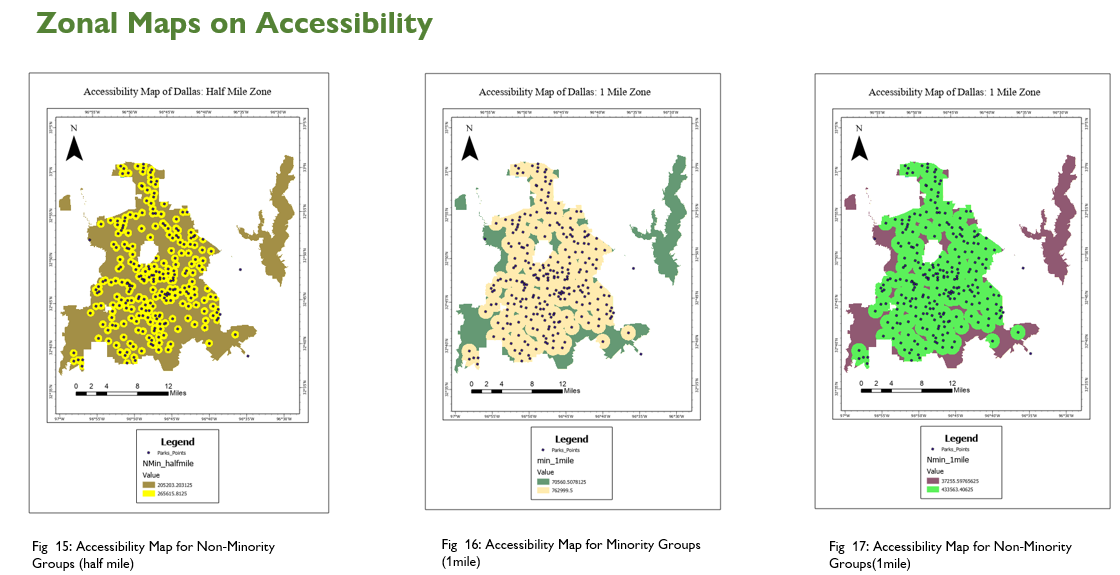 Zonal Maps on Accessibility
Accessibility Map of Dallas: Half Mile Zone
N
0 2 4 8 12
Miles
Legend
Parks_Points
NMin_halfmile
Value
205203.203125
265615.8125
Fig 15: Accessibility Map for Non-Minority
Groups (half mile)
Accessibility Map of Dallas: 1 Mile Zone
N
0 2 4 8 12
Miles
Legend
Parks_Points
min_1mile
Value
70560.5078125
762999.5
Fig 16: Accessibility Map for Minority Groups
(1mile)
Accessibility Map of Dallas: 1 Mile Zone
N
0 2 4 8 12
Miles
Legend
Parks_Points
Nmin_1mile
Value
37255.59765625
433563.40625
Fig 17: Accessibility Map for Non-Minority
Groups(1mile)